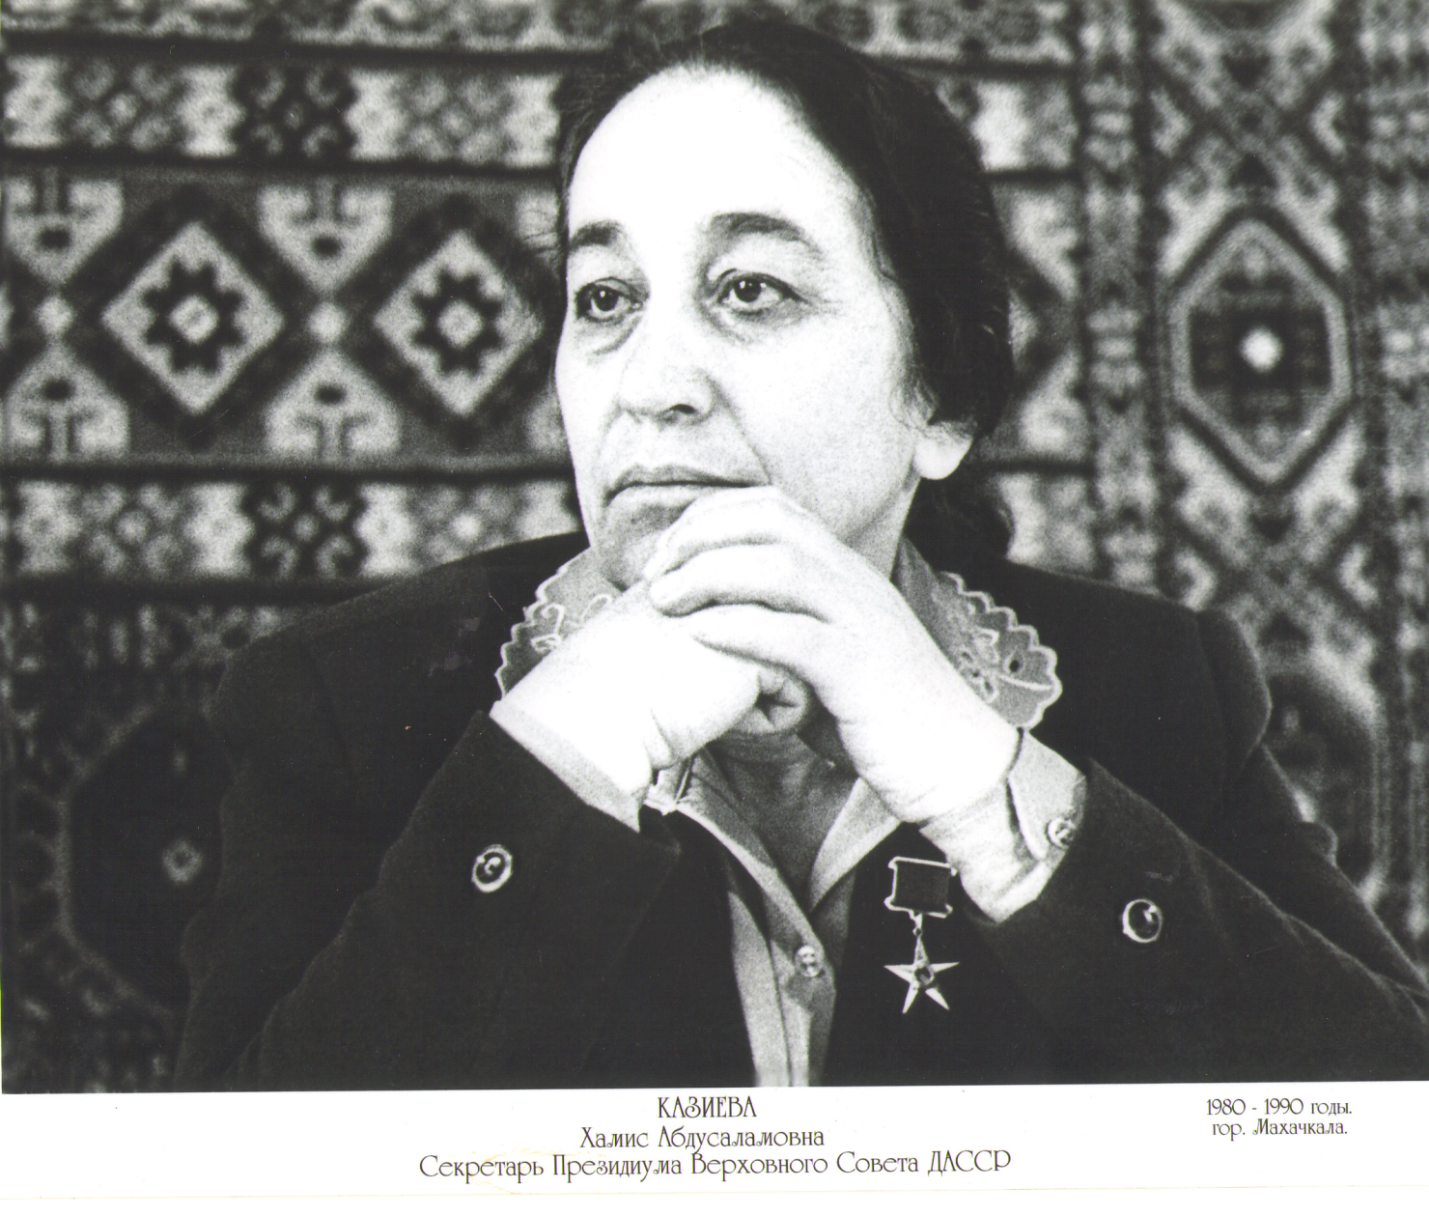 КАЗИЕВА
Хамис Абдусаламовна
Секретарь Президиума Верховного Совета ДАССР
1980 - 1990 годы.
гор. Махачкала.